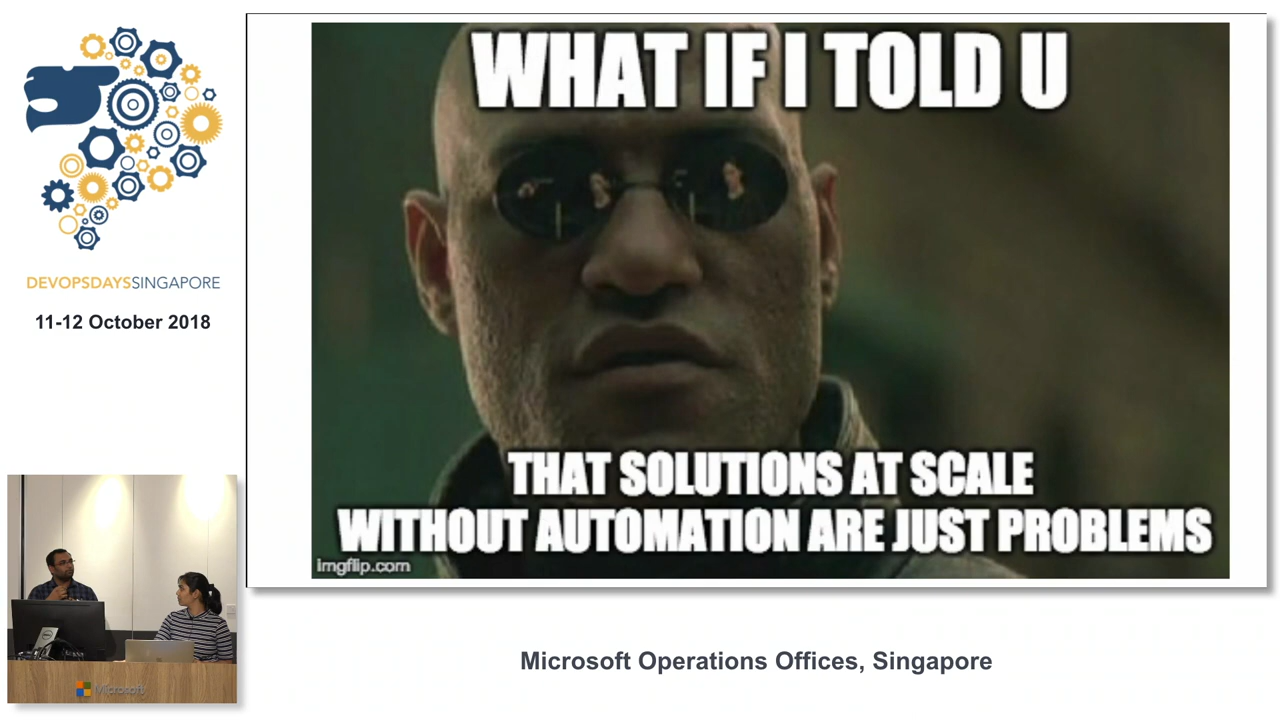 DEVOPSDAYSSINGAPORE
11-12 October 2018
WHAT IF I TOLD U
THAT SOLUTIONS AT SCALE
WITHOUT AUTOMATION ARE JUST PROBLEMS
imgflip.com
Microsoft
Microsoft Operations Offices, Singapore